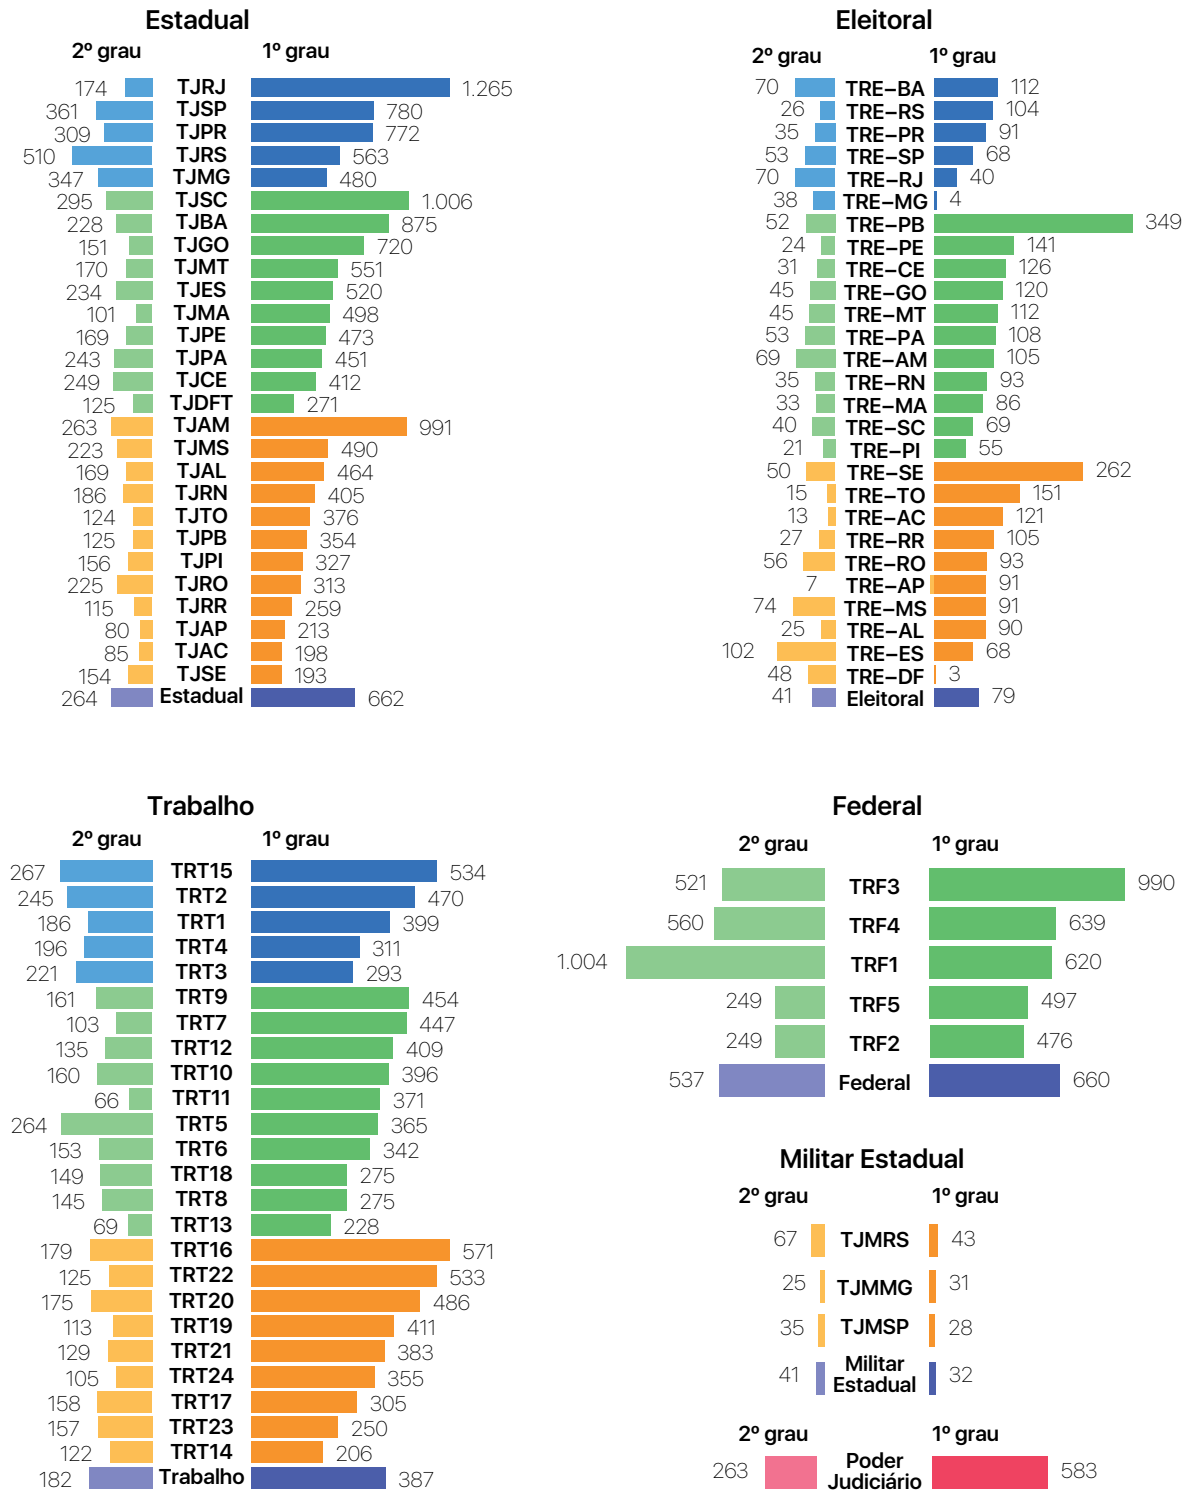 Estadual
2º grau 1º grau
174 TJRJ 1.265
361 TJSP 780
309 TJPR 772
510 TJRS 563
347 TJMG 480
295 TJSC 1.006
228 TJBA 875
151 TJGO 720
170 TJMT 551
234 TJES 520
101 TJMA 498
169 TJPE 473
243 TJPA 451
249 TJCE 412
125 TJDFT 271
263 TJAM 991
223 TJMS 490
169 TJAL 464
186 TJRN 405
124 TJTO 376
125 TJPB 354
156 TJPI 327
225 TJRO 313
115 TJRR 259
80 TJAP 213
85 TJAC 198
154 TJSE 193
264 Estadual 662
Eleitoral
2º grau 1º grau
70 TRE–BA 112
26 TRE–RS 104
35 TRE–PR 91
53 TRE–SP 68
70 TRE–RJ 40
38 TRE–MG 4
52 TRE–PB 349
24 TRE–PE 141
31 TRE–CE 126
45 TRE–GO 120
45 TRE–MT 112
53 TRE–PA 108
69 TRE–AM 105
35 TRE–RN 93
33 TRE–MA 86
40 TRE–SC 69
21 TRE–PI 55
50 TRE–SE 262
15 TRE–TO 151
13 TRE–AC 121
27 TRE–RR 105
56 TRE–RO 93
7 TRE–AP 91
74 TRE–MS 91
25 TRE–AL 90
102 TRE–ES 68
48 TRE–DF 3
41 Eleitoral 79
Trabalho
2º grau 1º grau
267 TRT15 534
245 TRT2 470
186 TRT1 399
196 TRT4 311
221 TRT3 293
161 TRT9 454
103 TRT7 447
135 TRT12 409
160 TRT10 396
66 TRT11 371
264 TRT5 365
153 TRT6 342
149 TRT18 275
145 TRT8 275
69 TRT13 228
179 TRT16 571
125 TRT22 533
175 TRT20 486
113 TRT19 411
129 TRT21 383
105 TRT24 355
158 TRT17 305
157 TRT23 250
122 TRT14 206
182 Trabalho 387
Federal
2º grau 1º grau
521 TRF3 990
560 TRF4 639
1.004 TRF1 620
249 TRF5 497
249 TRF2 476
537 Federal 660
Militar Estadual
2º grau 1º grau
67 TJMRS 43
25 TJMMG 31
35 TJMSP 28
41 Militar 32
Estadual
2º grau 1º grau
263 Poder 583
Judiciário